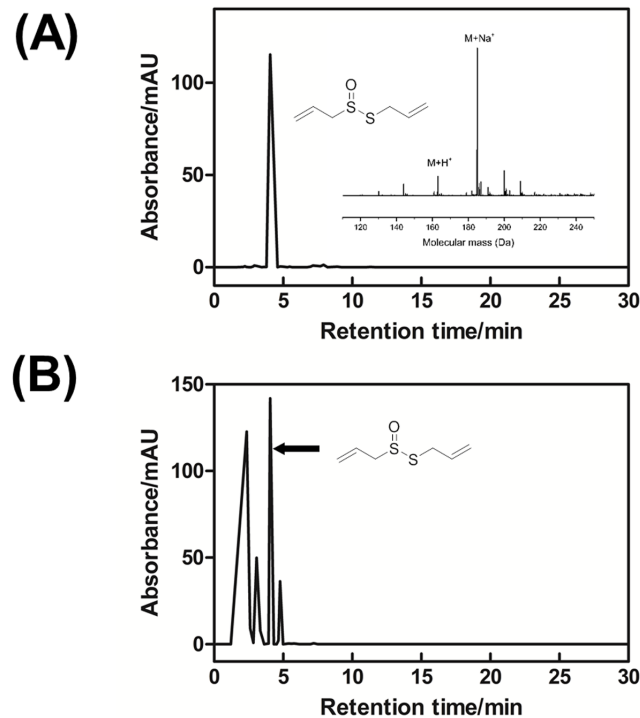 (A)
Absorbance/mAU
100
50
0
0 5 10 15 20 25 30
Retention time/min
O
S
S
M+Na+
M+H+
120 140 160 180 200 220 240
Molecular mass (Da)
(B)
Absorbance/mAU
150
100
50
0
0 5 10 15 20 25 30
Retention time/min
O
S
S